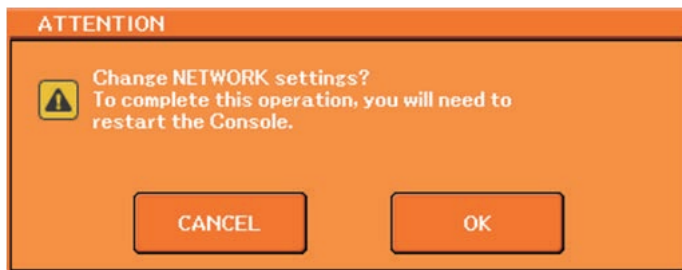 ATTENTION
Change NETWORK settings?
To complete this operation, you will need to
restart the Console.
CANCEL
OK